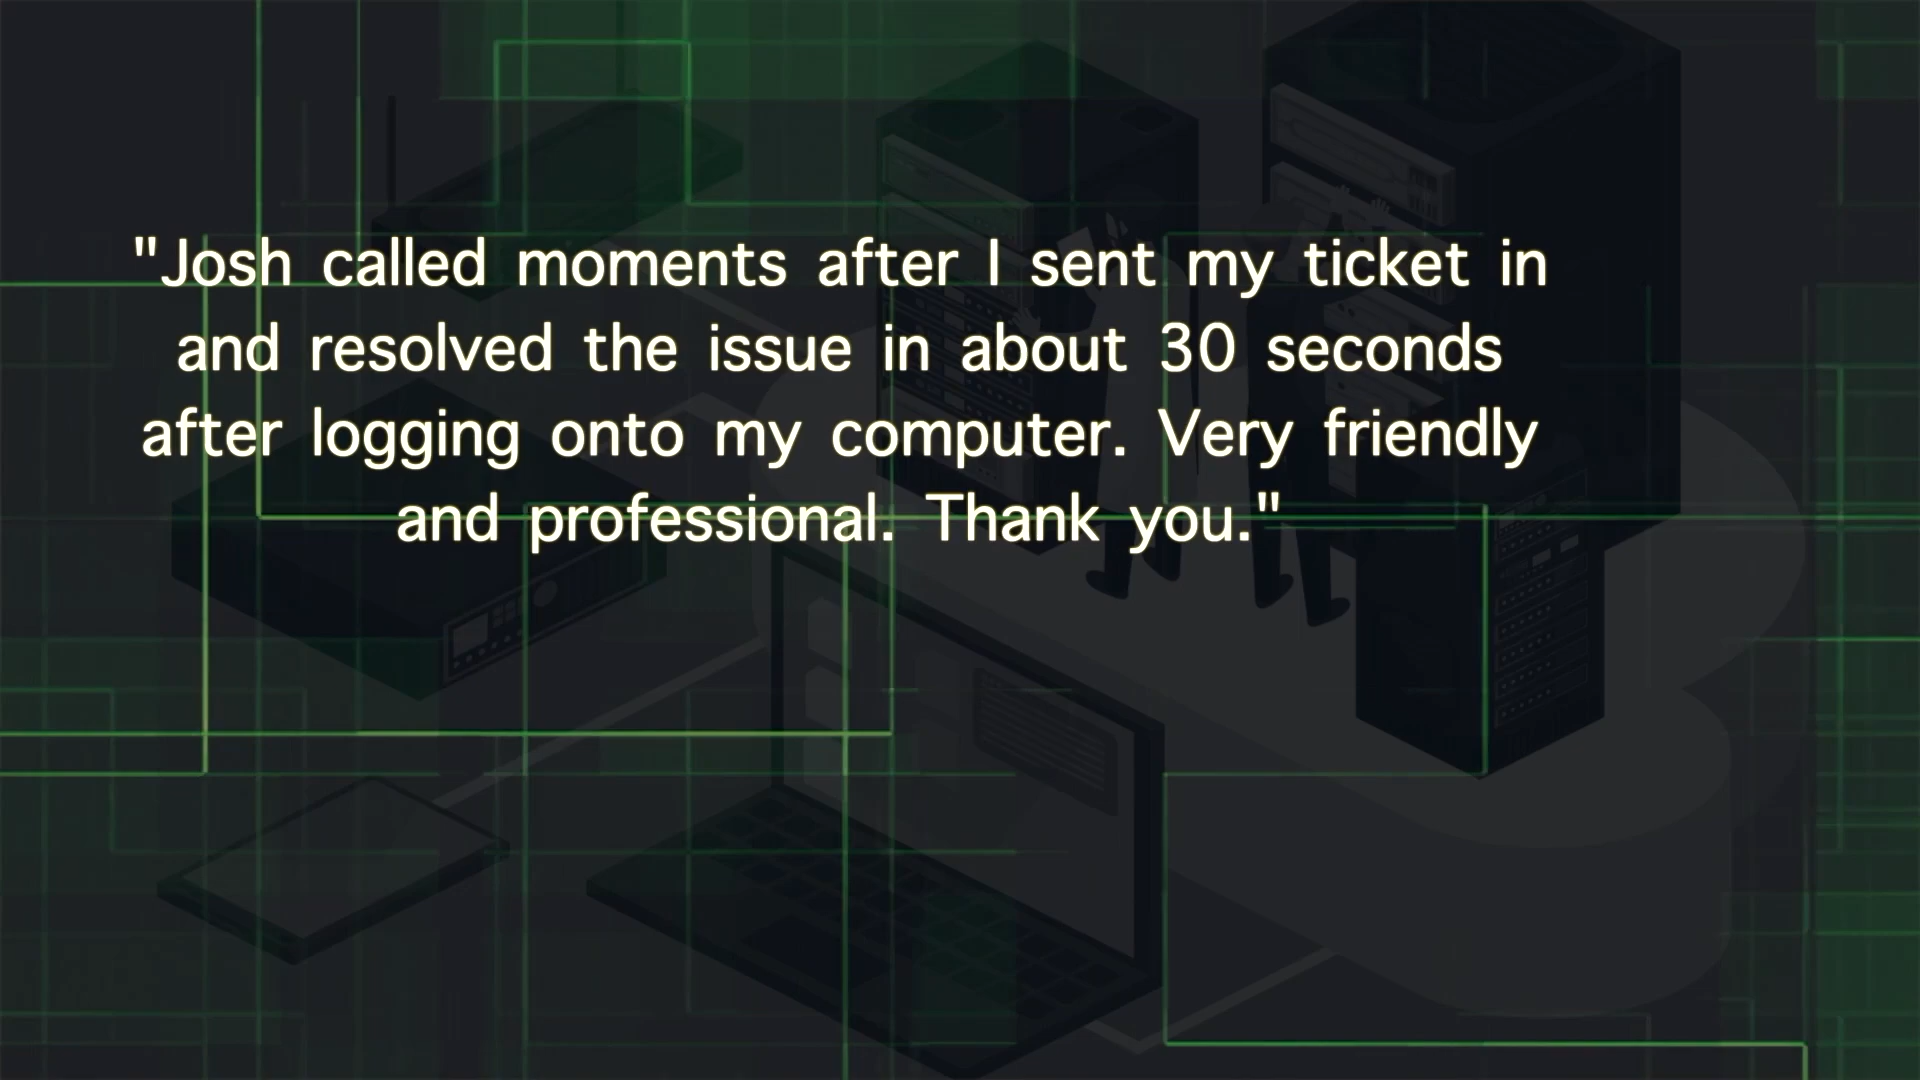 "Josh called moments after I sent my ticket in
and resolved the issue in about 30 seconds
after logging onto my computer. Very friendly
and professional. Thank you."